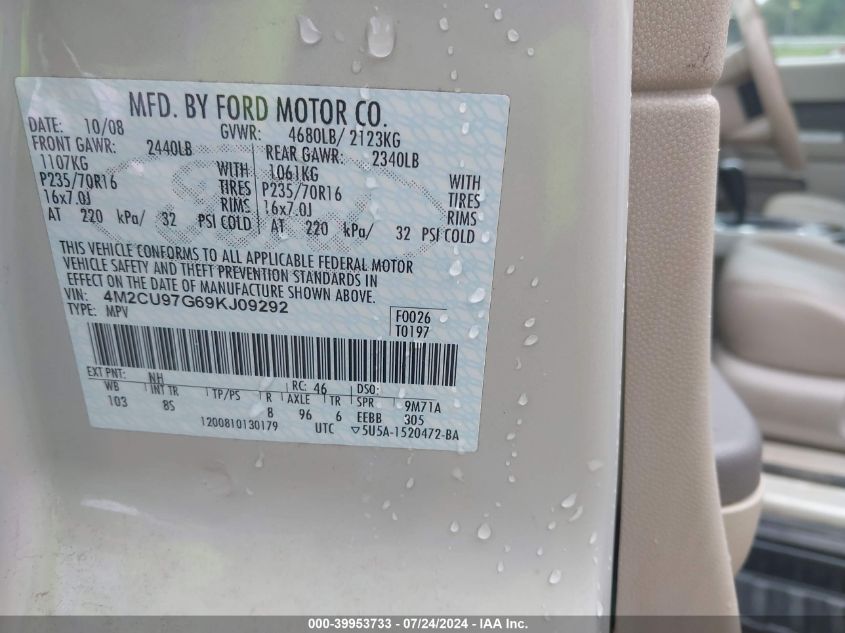 MFD. BY FORD MOTOR CO.
DATE: 10/08 GVWR: 4680LB/ 2123KG
FRONT GAWR: 2440LB REAR GAWR: 2340LB
1107KG WITH 1061KG WITH
P235/70R16 TIRES P235/70R16 TIRES
16x7.0J RIMS 16x7.0J RIMS
AT 220 kPa/ 32 PSI COLD AT 220 kPa/ 32 PSI COLD
THIS VEHICLE CONFORMS TO ALL APPLICABLE FEDERAL MOTOR
VEHICLE SAFETY AND THEFT PREVENTION STANDARDS IN
EFFECT ON THE DATE OF MANUFACTURE SHOWN ABOVE.
VIN: 4M2CU97G69KJ09292 F0026
TYPE: MPV T0197
EXT PNT: NH RC: 46 DSO:
WB INT TR TP/PS R AXLE TR SPR 9M71A
103 8S 8 96 6 EEBB 305
1200810130179 UTC ▽5U5A-1520472-BA
000-39953733 - 07/24/2024 - IAA Inc.